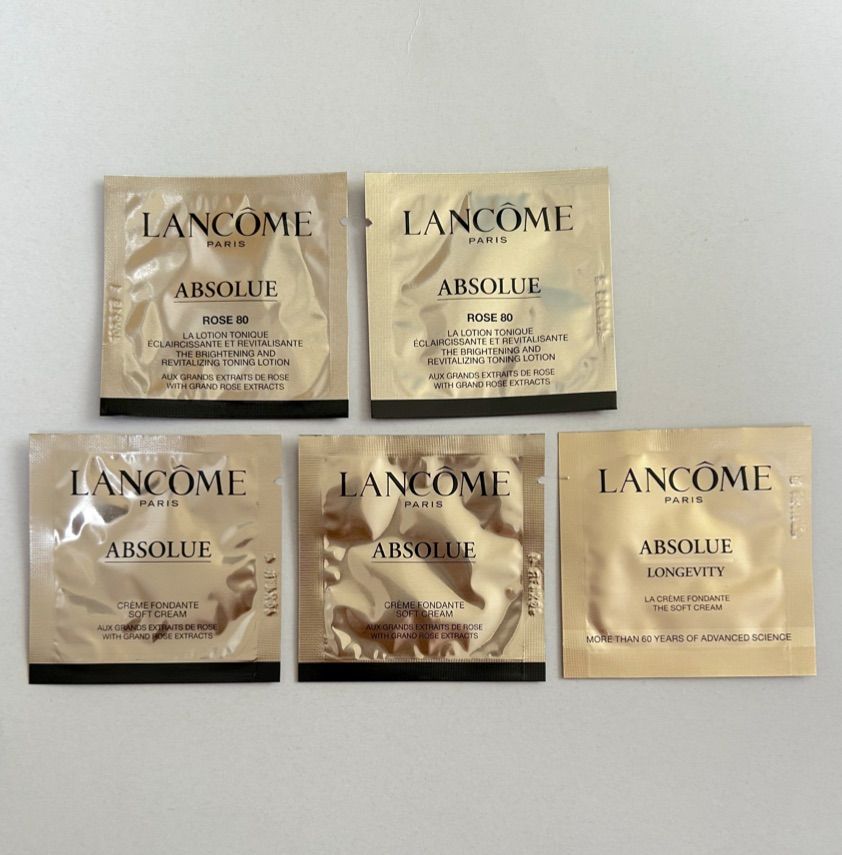 LANCÔME
PARIS
ABSOLUE
ROSE 80
LA LOTION TONIQUE
ÉCLAIRCISSANTE ET REVITALISANTE
THE BRIGHTENING AND
REVITALIZING TONING LOTION
AUX GRANDS EXTRAITS DE ROSE
WITH GRAND ROSE EXTRACTS
LANCÔME
PARIS
ABSOLUE
ROSE 80
LA LOTION TONIQUE
ÉCLAIRCISSANTE ET REVITALISANTE
THE BRIGHTENING AND
REVITALIZING TONING LOTION
AUX GRANDS EXTRAITS DE ROSE
WITH GRAND ROSE EXTRACTS
LANCÔME
PARIS
ABSOLUE
CRÈME FONDANTE
SOFT CREAM
AUX GRANDS EXTRAITS DE ROSE
WITH GRAND ROSE EXTRACTS
LANCÔME
PARIS
ABSOLUE
CRÈME FONDANTE
SOFT CREAM
AUX GRANDS EXTRAITS DE ROSE
WITH GRAND ROSE EXTRACTS
LANCÔME
PARIS
ABSOLUE
LONGEVITY
LA CRÈME FONDANTE
THE SOFT CREAM
MORE THAN 60 YEARS OF ADVANCED SCIENCE